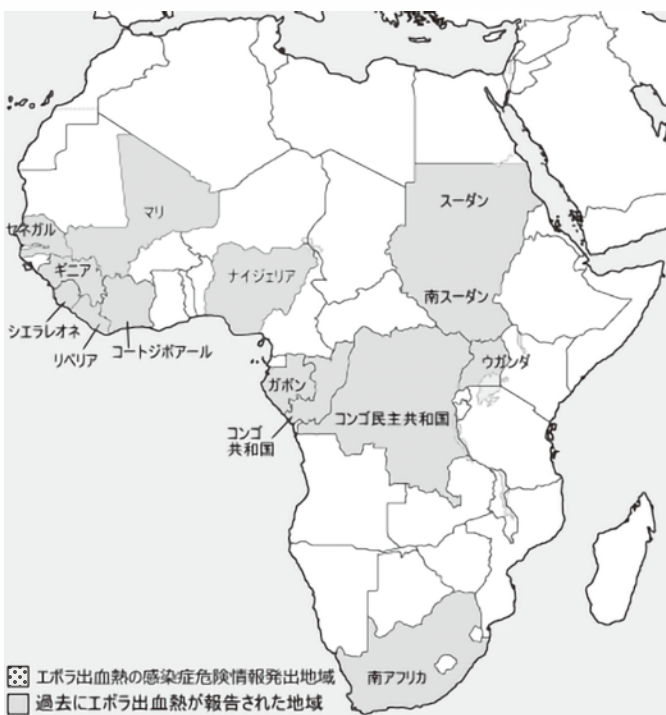 マリ
スーダン
セネガル
ギニア
ナイジェリア
南スーダン
シエラレオネ
リベリア
コートジボアール
ウガンダ
ガボン
コンゴ民主共和国
コンゴ
共和国
南アフリカ
エボラ出血熱の感染症危険情報発出地域
過去にエボラ出血熱が報告された地域